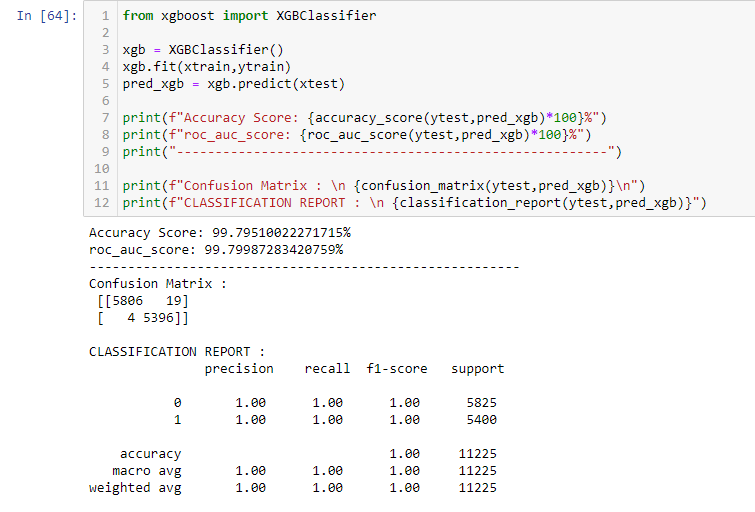 In [64]:
1 from xgboost import XGBClassifier
2
3 xgb = XGBClassifier()
4 xgb.fit(xtrain,ytrain)
5 pred_xgb = xgb.predict(xtest)
6
7 print(f"Accuracy Score: {accuracy_score(ytest,pred_xgb)*100}%")
8 print(f"roc_auc_score: {roc_auc_score(ytest,pred_xgb)*100}%")
9 print("--------------------------------------------------------")
10
11 print(f"Confusion Matrix : \n {confusion_matrix(ytest,pred_xgb)}\n")
12 print(f"CLASSIFICATION REPORT : \n {classification_report(ytest,pred_xgb)}")
Accuracy Score: 99.79510022271715%
roc_auc_score: 99.79987283420759%
--------------------------------------------------------
Confusion Matrix :
[[5806   19]
[   4 5396]]
CLASSIFICATION REPORT :
precision    recall  f1-score   support
0       1.00      1.00      1.00      5825
1       1.00      1.00      1.00      5400
accuracy                           1.00     11225
macro avg       1.00      1.00      1.00     11225
weighted avg       1.00      1.00      1.00     11225